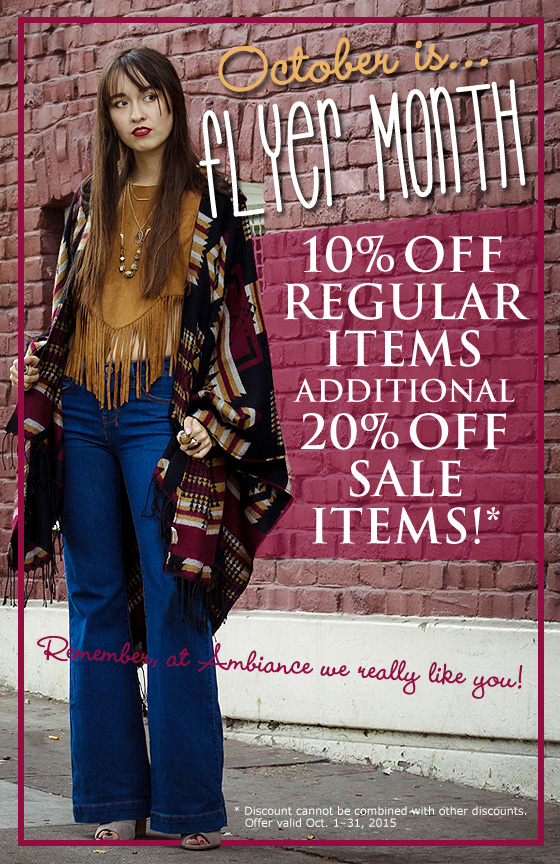 October is...
flyer month
10% OFF
REGULAR
ITEMS
ADDITIONAL
20% OFF
SALE
ITEMS!*
Remember, at Ambiance we really like you!
* Discount cannot be combined with other discounts.
Offer valid Oct. 1–31, 2015